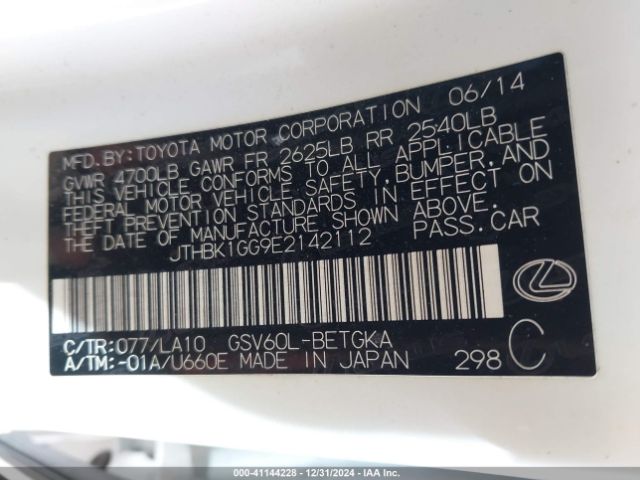 MFD. BY: TOYOTA MOTOR CORPORATION 06/14
GVWR 4700LB GAWR FR 2625LB RR 2540LB
THIS VEHICLE CONFORMS TO ALL APPLICABLE
FEDERAL MOTOR VEHICLE SAFETY, BUMPER, AND
THEFT PREVENTION STANDARDS IN EFFECT ON
THE DATE OF MANUFACTURE SHOWN ABOVE.
JTHBK1GG9E2142112 PASS. CAR
C/TR: 077/LA10 GSV60L-BETGKA
A/TM: -01A/U660E MADE IN JAPAN 298 C
000-41144228 - 12/31/2024 - IAA, Inc.